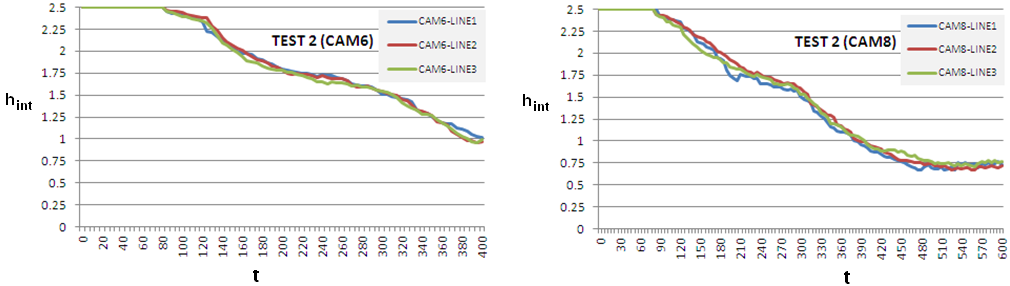 2.5
2.25
2
1.75
1.5
1.25
1
0.75
0.5
0.25
0
h int
TEST 2 (CAM6)
CAM6-LINE1
CAM6-LINE2
CAM6-LINE3
0 20 40 60 80 100 120 140 160 180 200 220 240 260 280 300 320 340 360 380 400
t
2.5
2.25
2
1.75
1.5
1.25
1
0.75
0.5
0.25
0
h int
TEST 2 (CAM8)
CAM8-LINE1
CAM8-LINE2
CAM8-LINE3
0 30 60 90 120 150 180 210 240 270 300 330 360 390 420 450 480 510 540 570 600
t